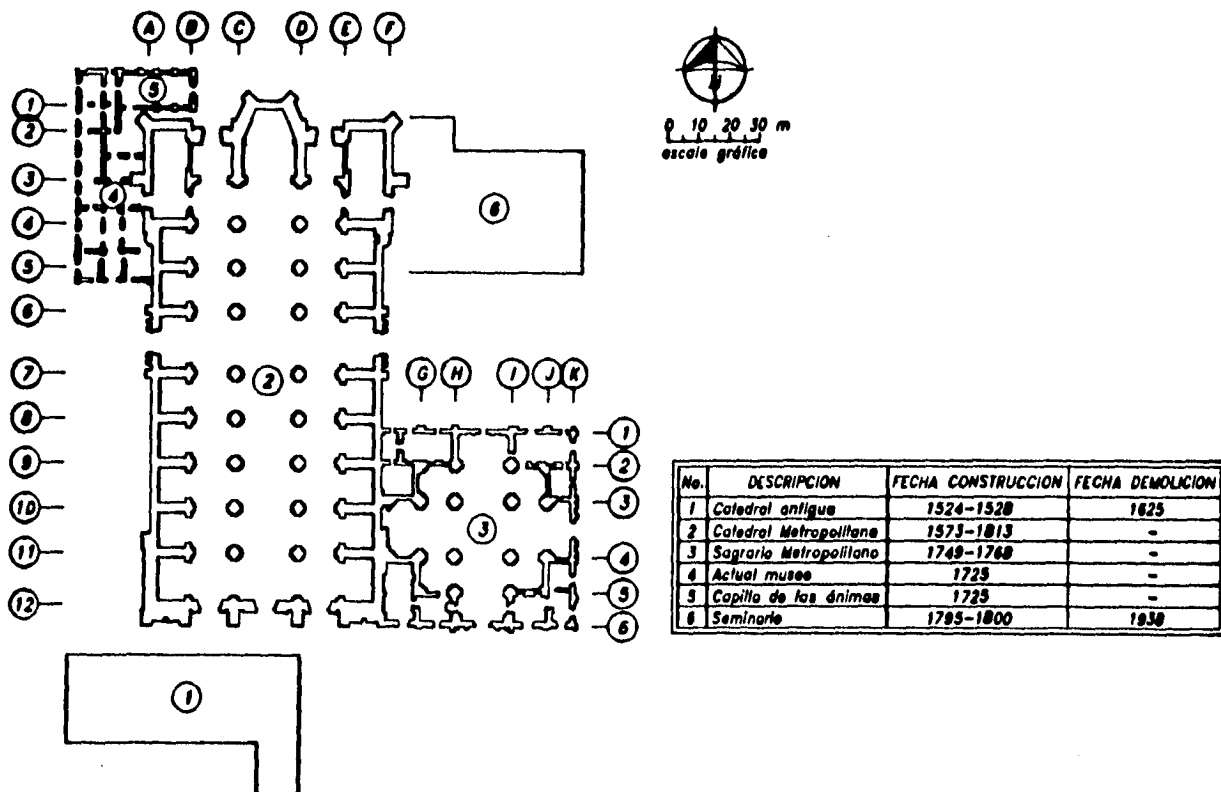 A B C D E F
N
0 10 20 30 m
escala gráfica
5
1
2
3
4
6
4
5
6
7
2
G H I J K
8
1
9
2
10
3
3
11
4
12
5
6
1
No. DESCRIPCION FECHA CONSTRUCCION FECHA DEMOLICION
1 Catedral antigua 1524-1528 1625
2 Catedral Metropolitana 1573-1813 -
3 Sagrario Metropolitano 1749-1768 -
4 Actual museo 1725 -
5 Capilla de las ánimas 1725 -
6 Seminario 1795-1800 1938